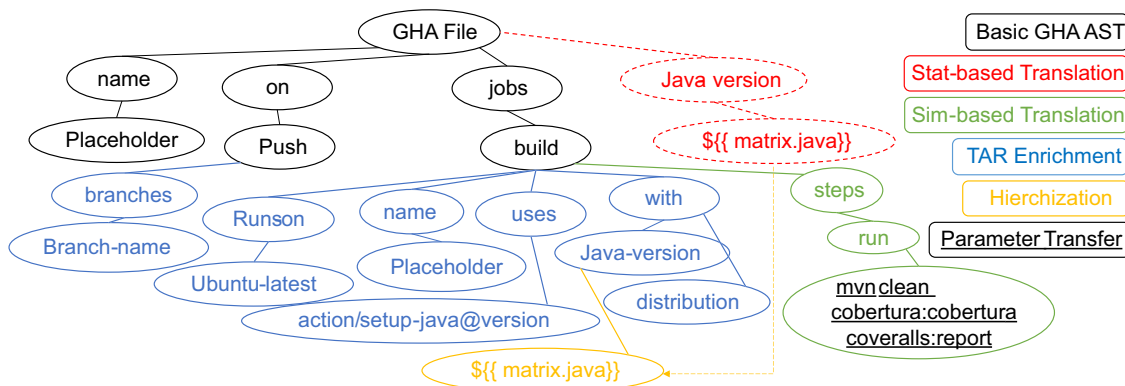 GHA File
Basic GHA AST
name
on
jobs
Java version
Stat-based Translation
Placeholder
Push
build
${{ matrix.java}}
Sim-based Translation
TAR Enrichment
branches
Runson
name
uses
with
steps
Hierchization
Branch-name
Ubuntu-latest
Placeholder
Java-version
run
Parameter Transfer
action/setup-java@version
distribution
mvn clean
cobertura:cobertura
coveralls:report
${{ matrix.java}}